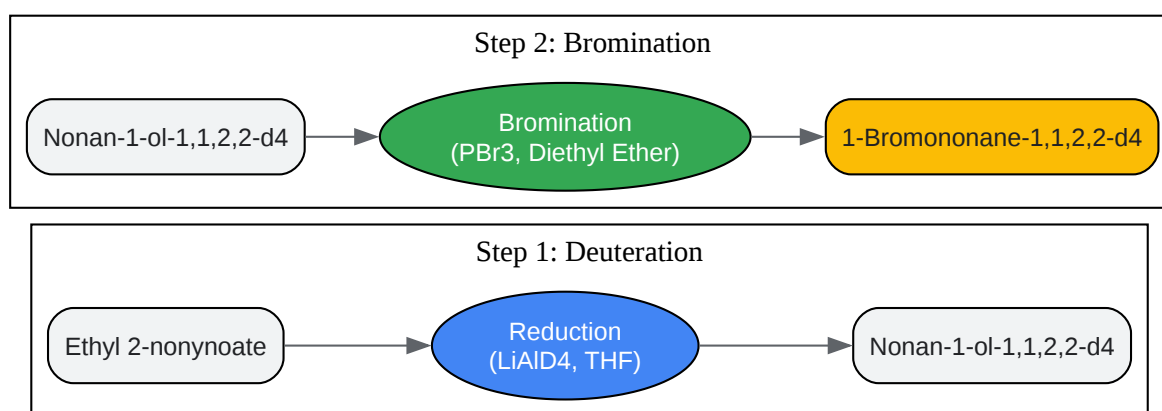 Step 2: Bromination
Nonan-1-ol-1,1,2,2-d4
Bromination
(PBr3, Diethyl Ether)
1-Bromononane-1,1,2,2-d4
Step 1: Deuteration
Ethyl 2-nonynoate
Reduction
(LiAlD4, THF)
Nonan-1-ol-1,1,2,2-d4